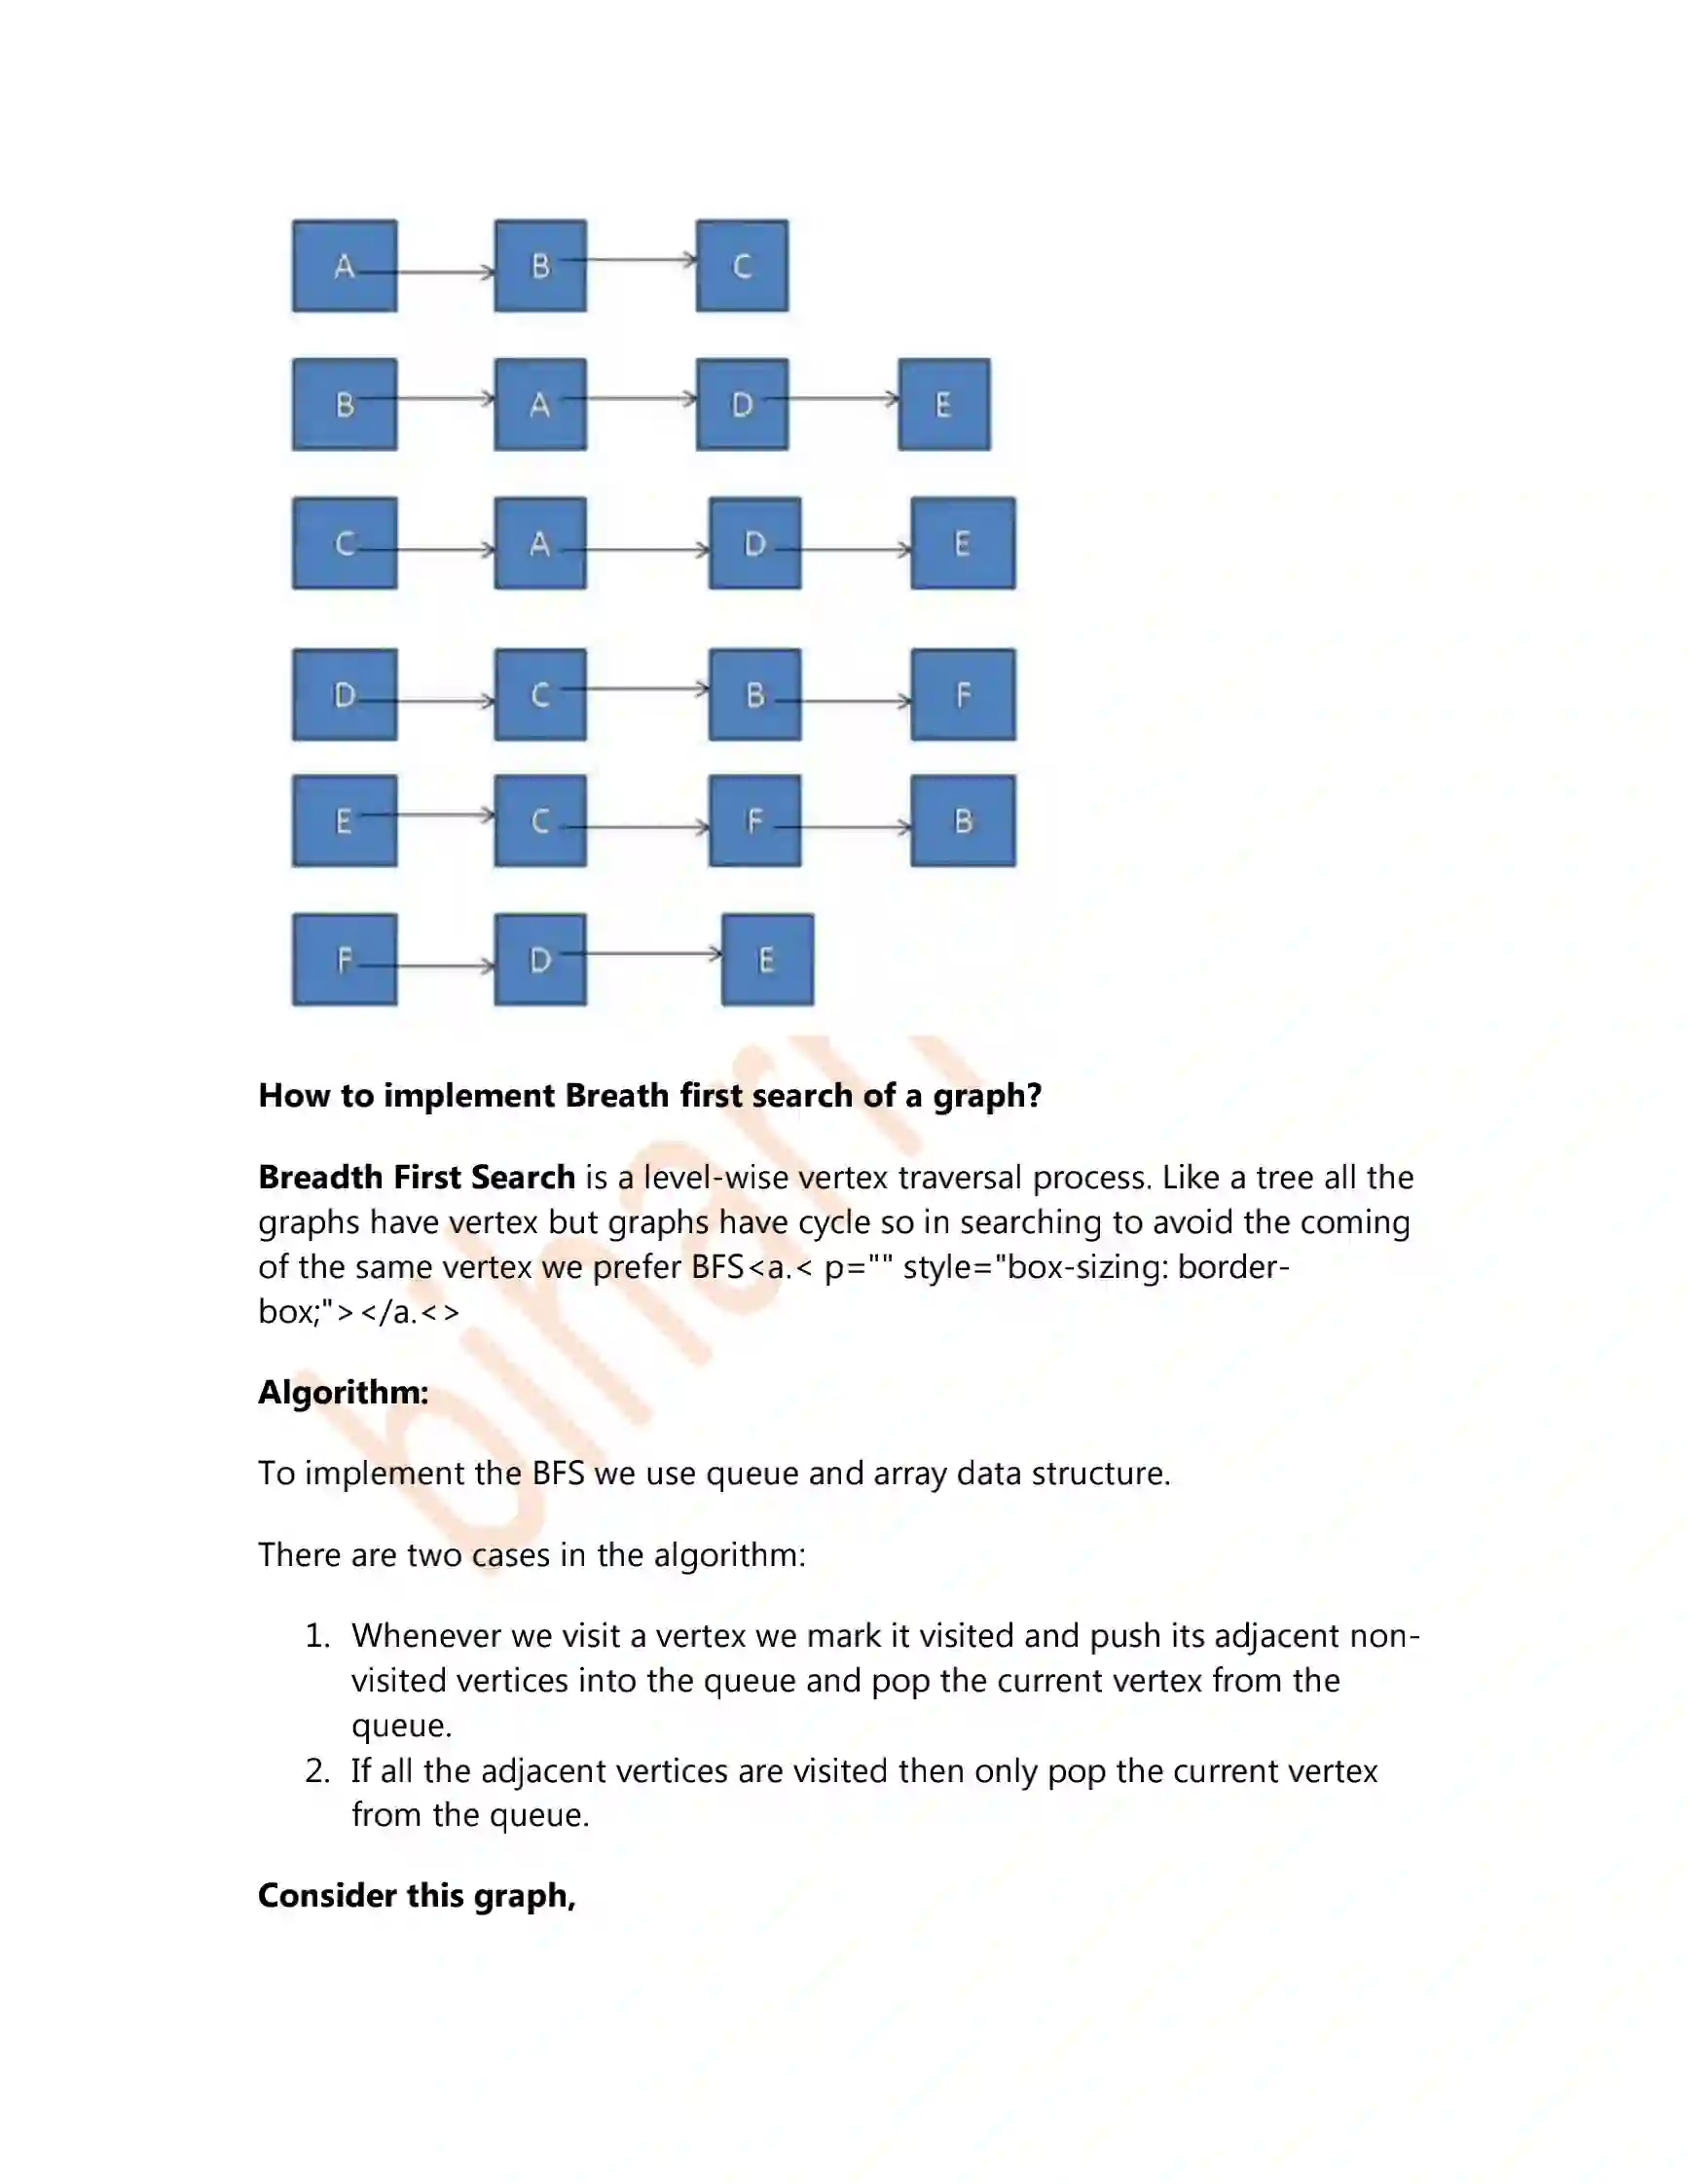 A B C
B A D E
C A D E
D C B F
E C F B
F D E
How to implement Breath first search of a graph?
Breadth First Search is a level-wise vertex traversal process. Like a tree all the
graphs have vertex but graphs have cycle so in searching to avoid the coming
of the same vertex we prefer BFS<a.< p="" style="box-sizing: border-
box;"></a.<>
Algorithm:
To implement the BFS we use queue and array data structure.
There are two cases in the algorithm:
1. Whenever we visit a vertex we mark it visited and push its adjacent non-
visited vertices into the queue and pop the current vertex from the
queue.
2. If all the adjacent vertices are visited then only pop the current vertex
from the queue.
Consider this graph,